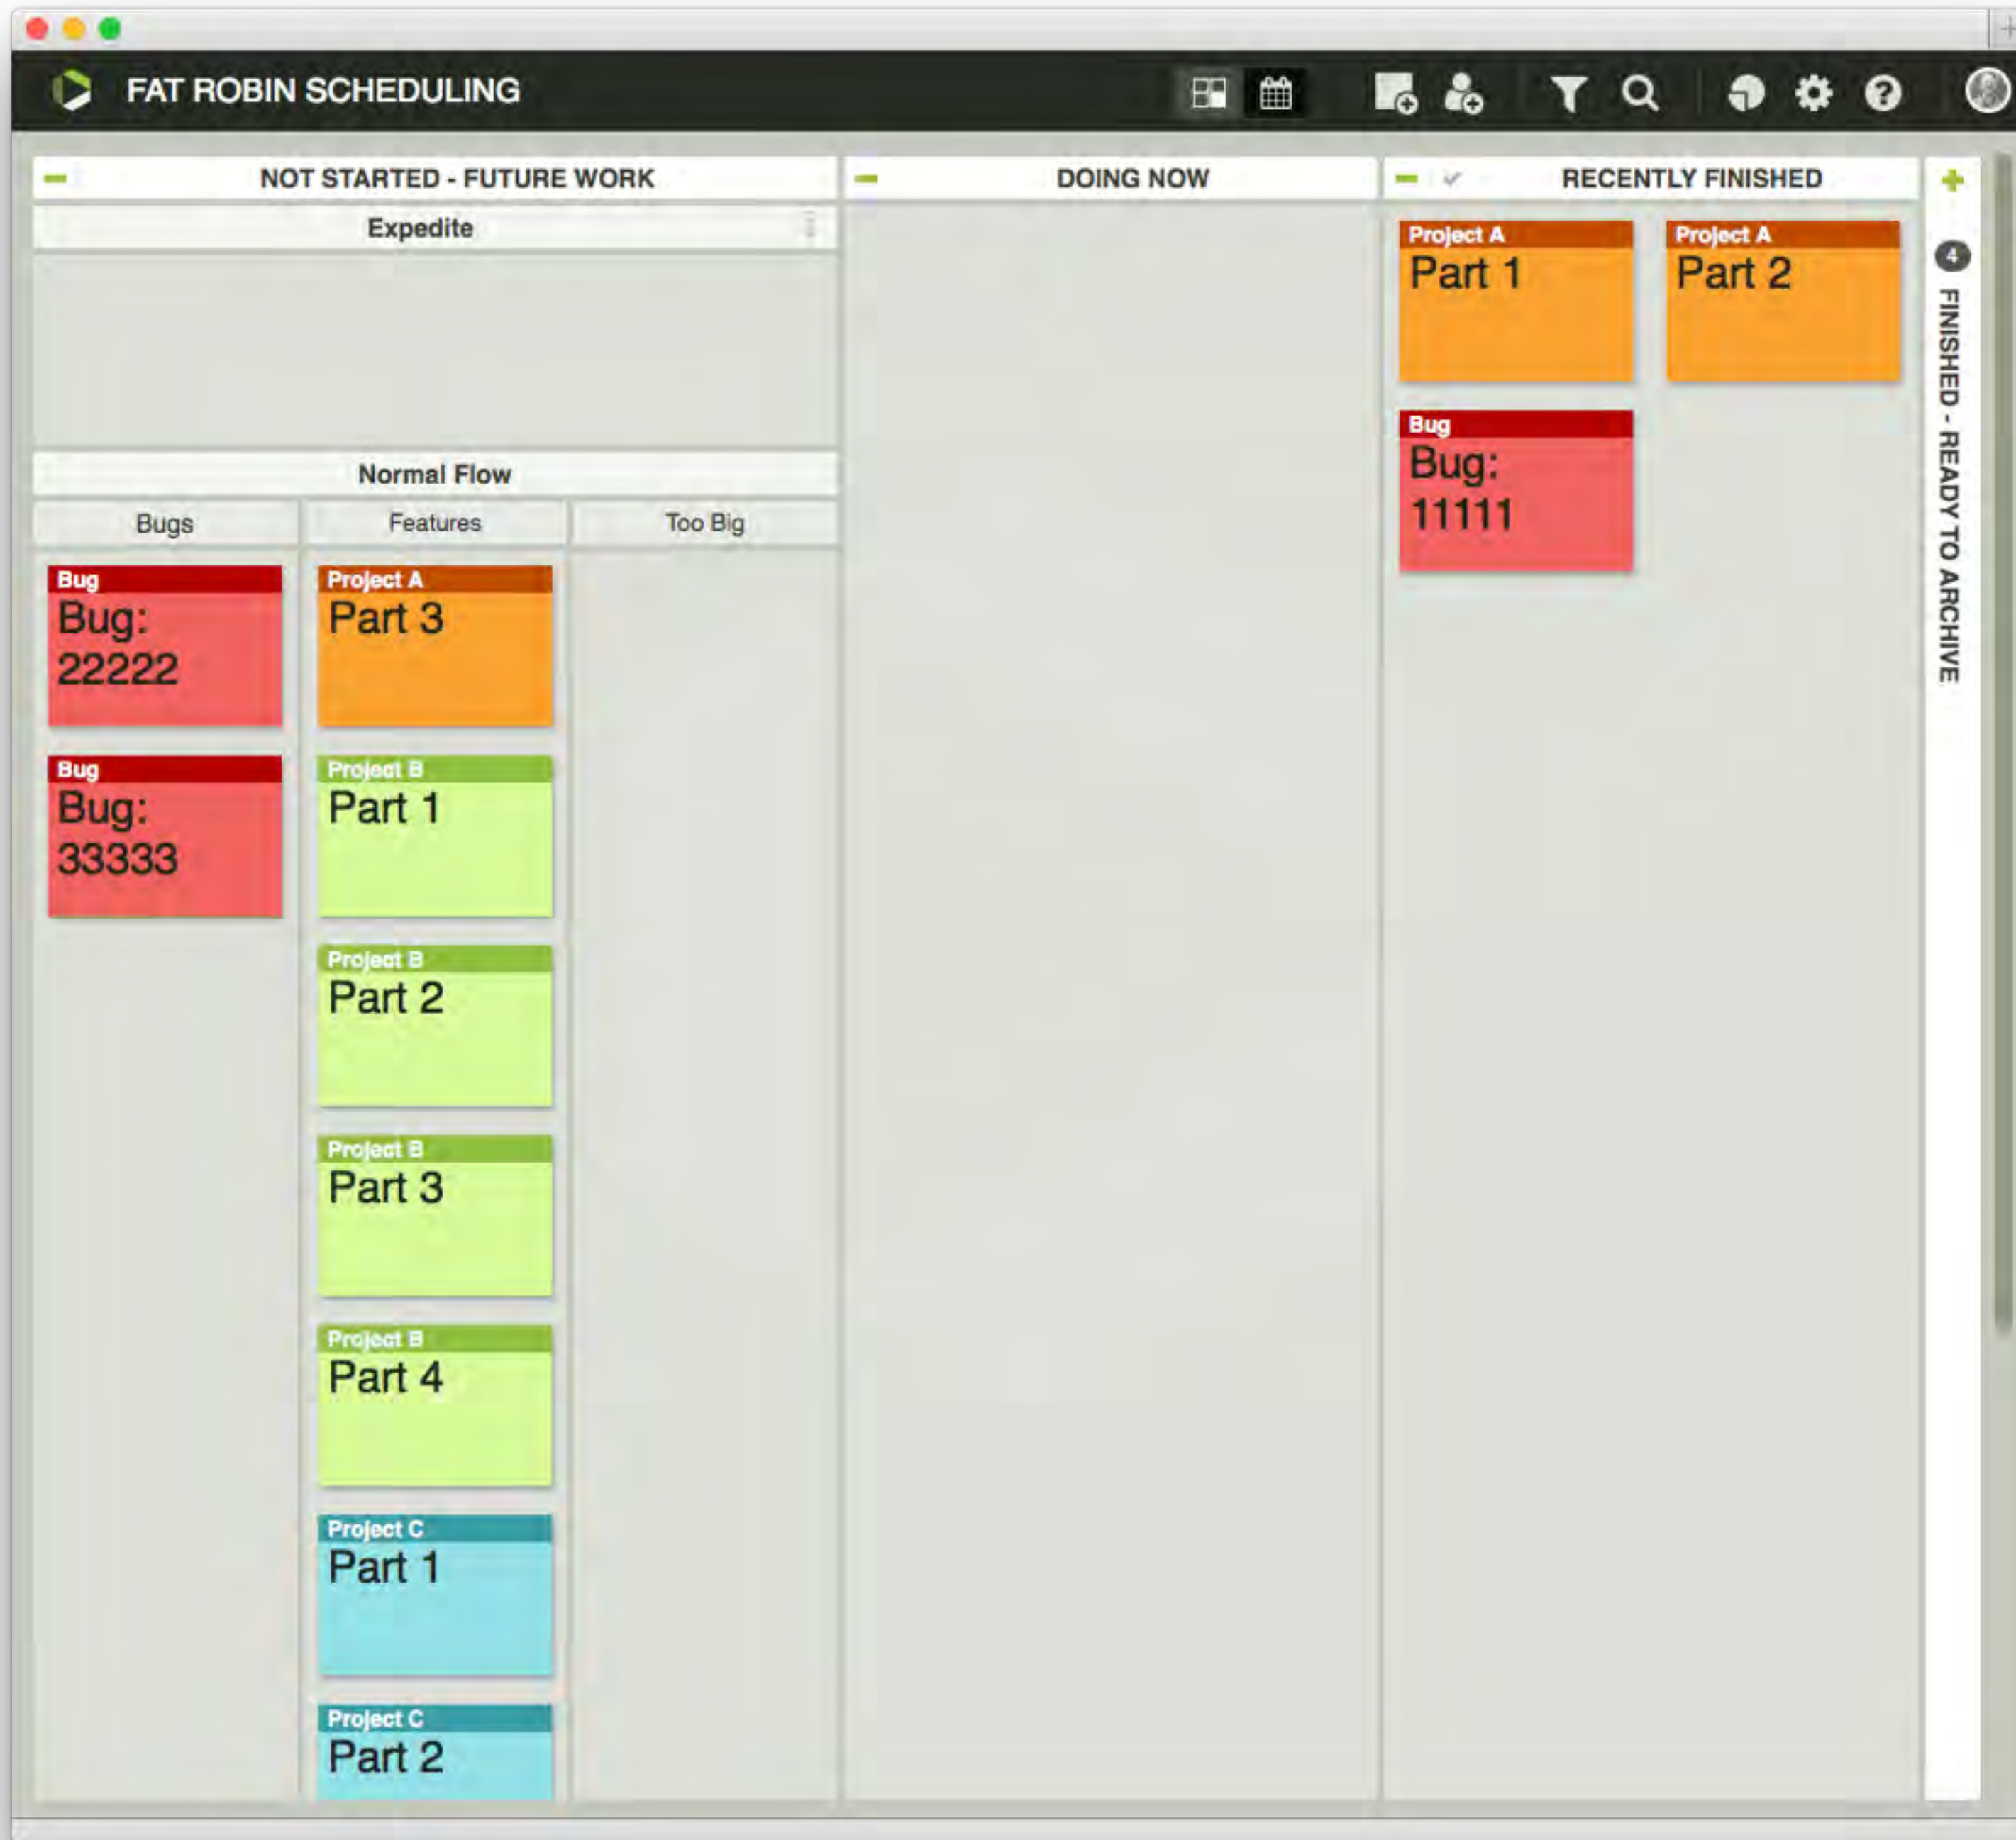 FAT ROBIN SCHEDULING
NOT STARTED - FUTURE WORK
Expedite
Normal Flow
Bugs
Features
Too Big
Bug
Bug:
22222
Bug
Bug:
33333
Project A
Part 3
Project B
Part 1
Project B
Part 2
Project B
Part 3
Project B
Part 4
Project C
Part 1
Project C
Part 2
DOING NOW
RECENTLY FINISHED
Project A
Part 1
Project A
Part 2
Bug
Bug:
11111
4
FINISHED - READY TO ARCHIVE